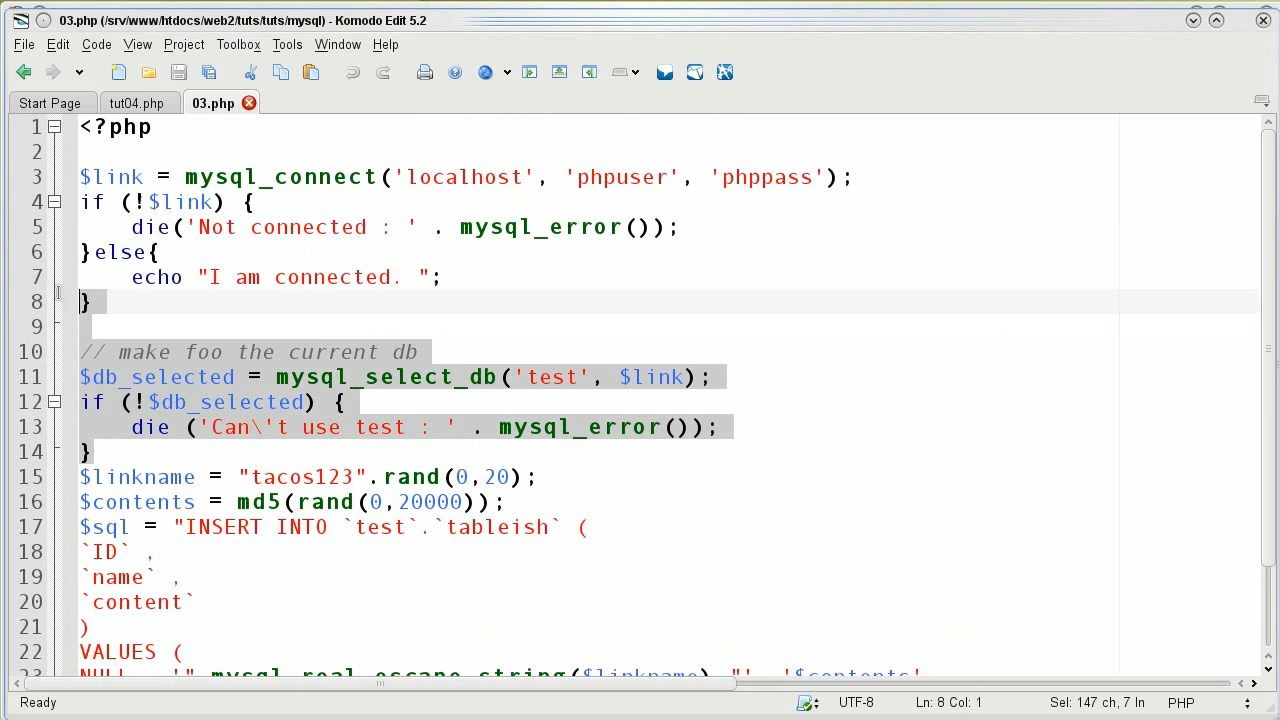 03.php (/srv/www/htdocs/web2/tuts/tuts/mysql) - Komodo Edit 5.2
File Edit Code View Project Toolbox Tools Window Help
Start Page tut04.php 03.php
1 <?php
2
3 $link = mysql_connect('localhost', 'phpuser', 'phppass');
4 if (!$link) {
5 die('Not connected : ' . mysql_error());
6 }else{
7 echo "I am connected. ";
8 }
9
10 // make foo the current db
11 $db_selected = mysql_select_db('test', $link);
12 if (!$db_selected) {
13 die ('Can\'t use test : ' . mysql_error());
14 }
15 $linkname = "tacos123".rand(0,20);
16 $contents = md5(rand(0,20000));
17 $sql = "INSERT INTO `test`.`tableish` (
18 `ID` ,
19 `name` ,
20 `content`
21 )
22 VALUES (
23 NULL , '". mysql_real_escape_string($linkname) ."', '$contents'
Ready UTF-8 Ln: 8 Col: 1 Sel: 147 ch, 7 ln PHP